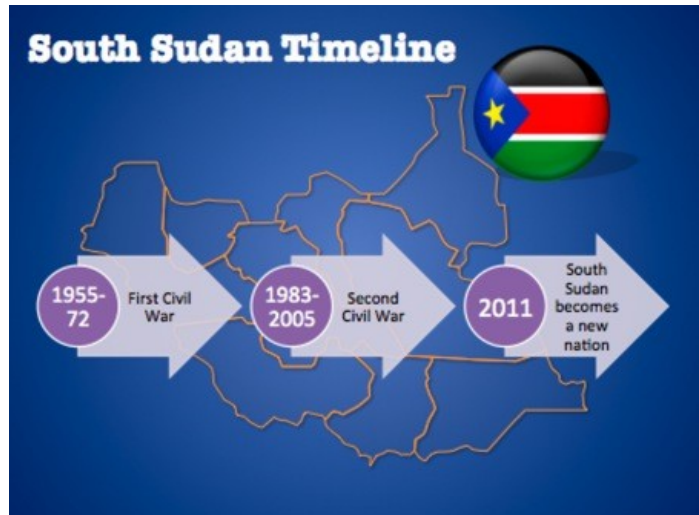 South Sudan Timeline
1955-
72
First Civil
War
1983-
2005
Second
Civil War
2011
South
Sudan
becomes
a new
nation